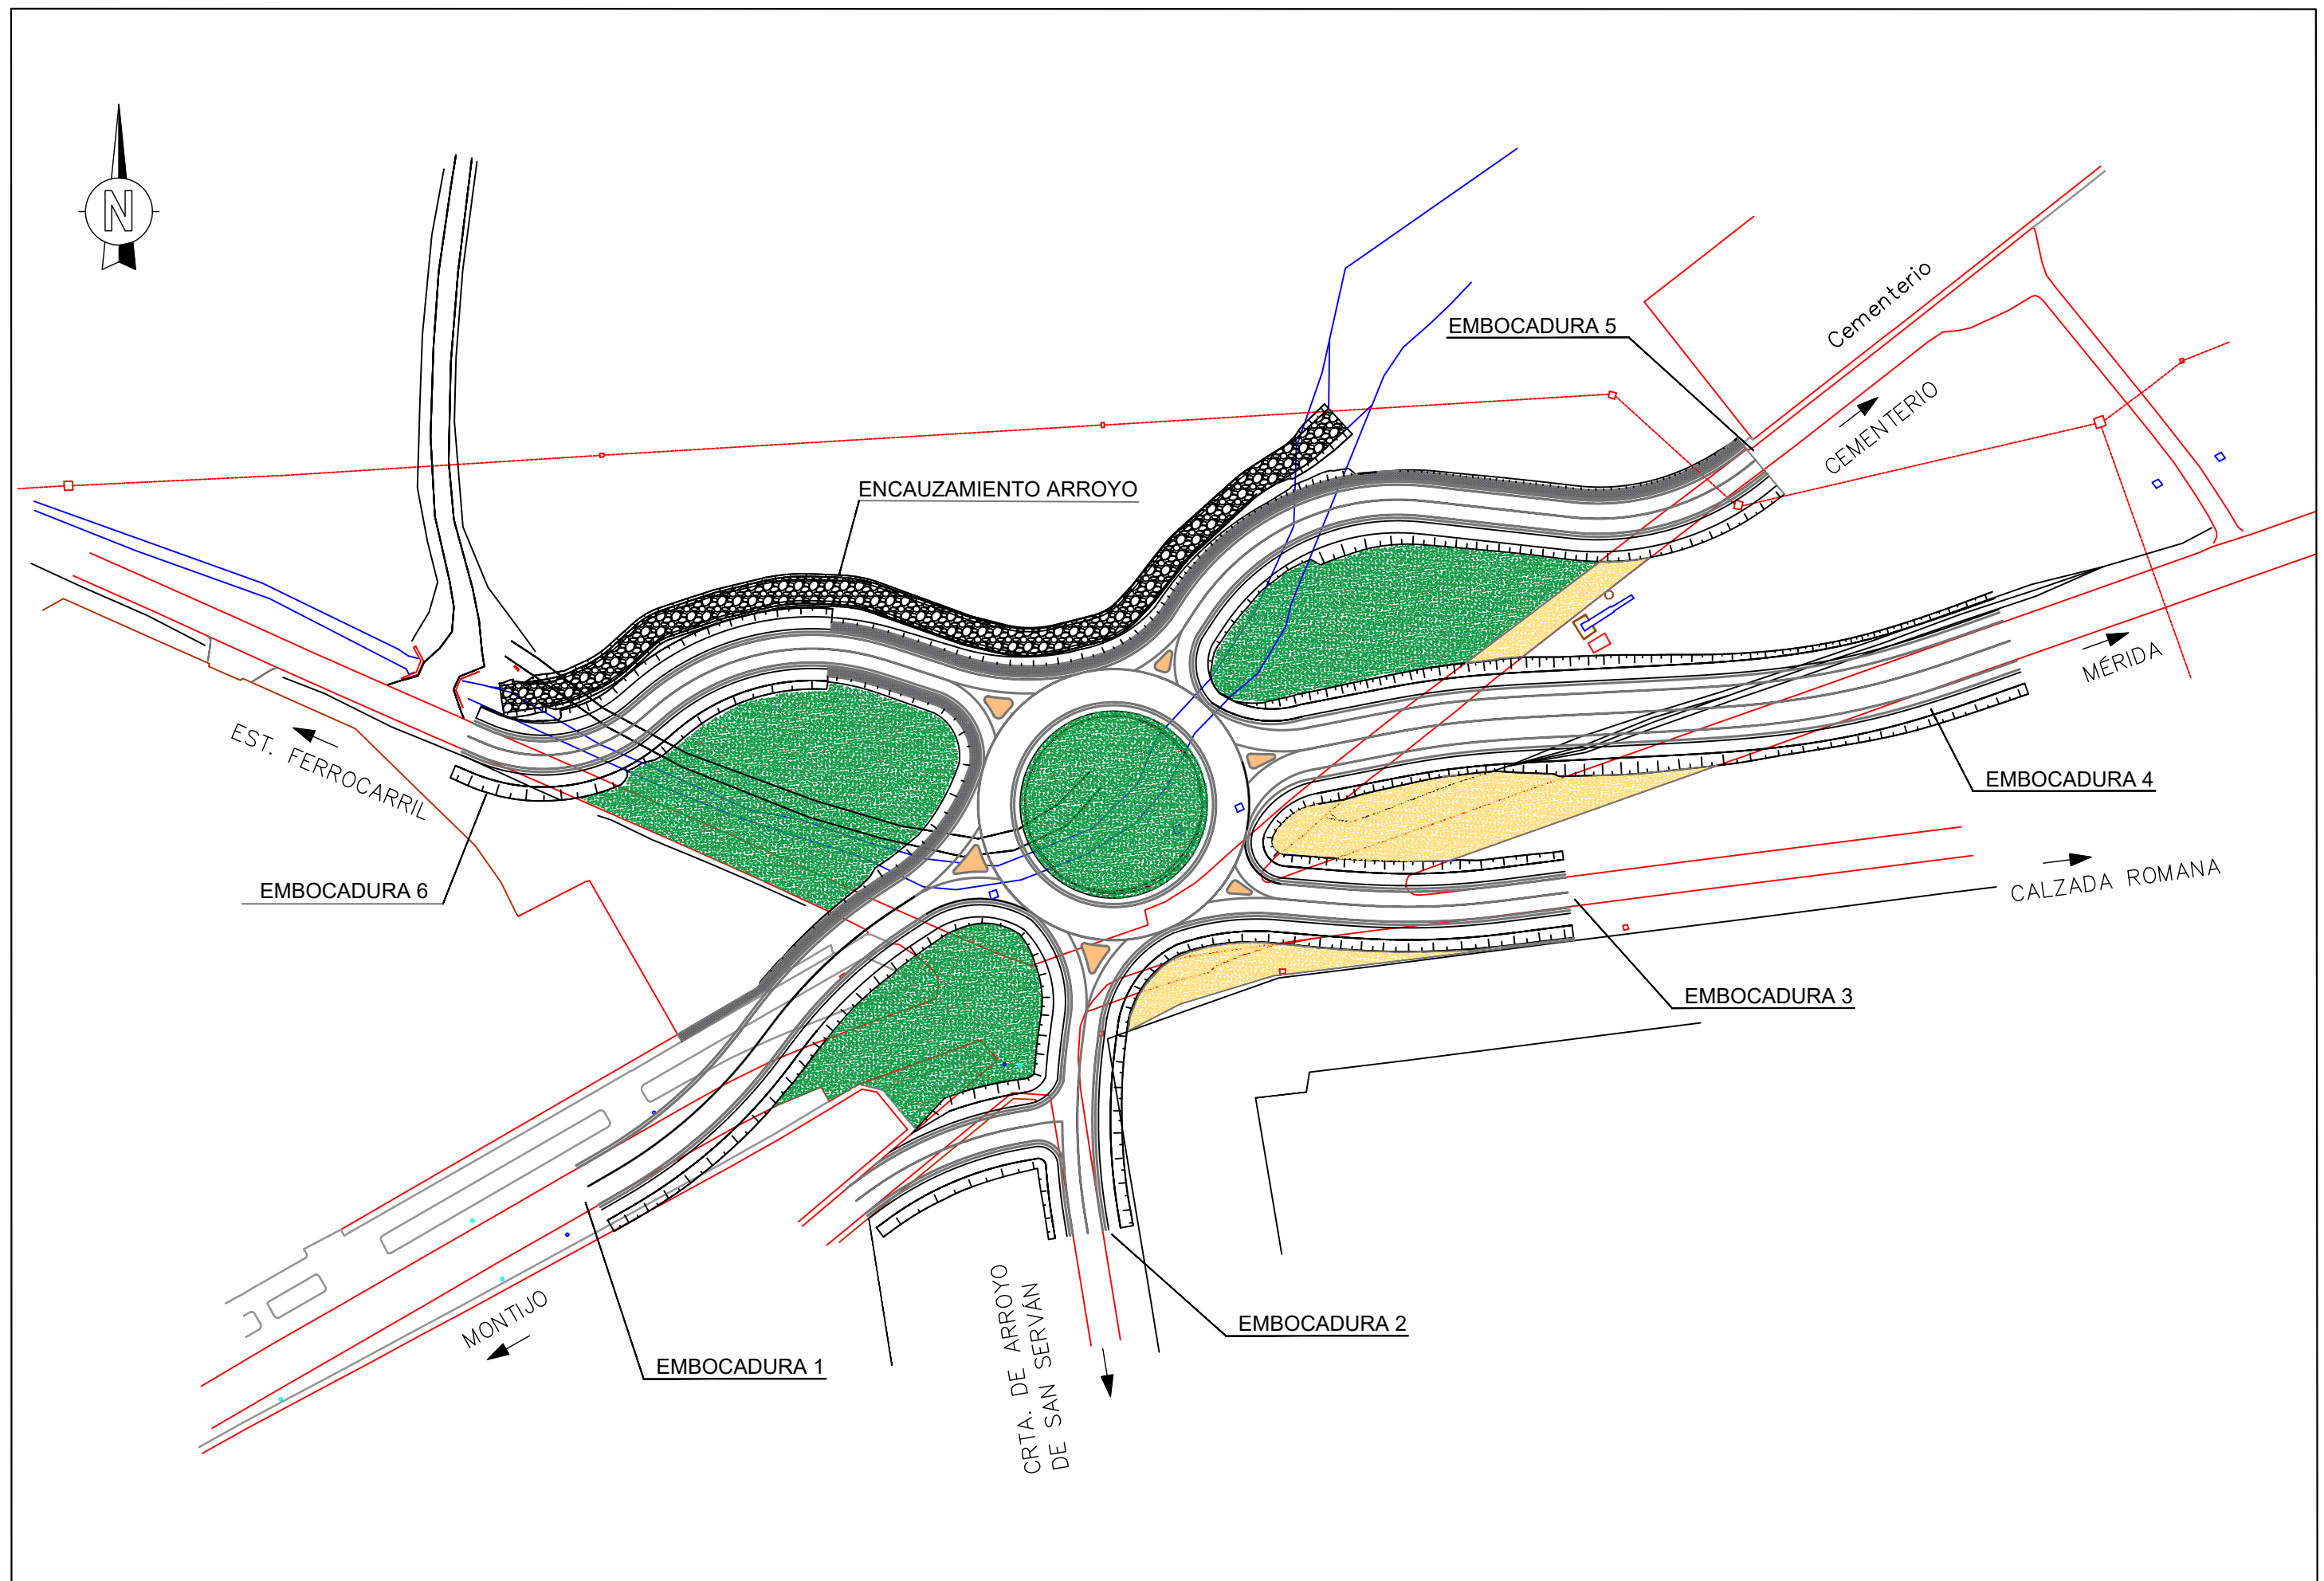 N
EMBOCADURA 5
Cementerio
CEMENTERIO
ENCAUZAMIENTO ARROYO
MÉRIDA
EST. FERROCARRIL
EMBOCADURA 4
EMBOCADURA 6
CALZADA ROMANA
EMBOCADURA 3
MONTIJO
CRTA. DE ARROYO
DE SAN SERVÁN
EMBOCADURA 2
EMBOCADURA 1